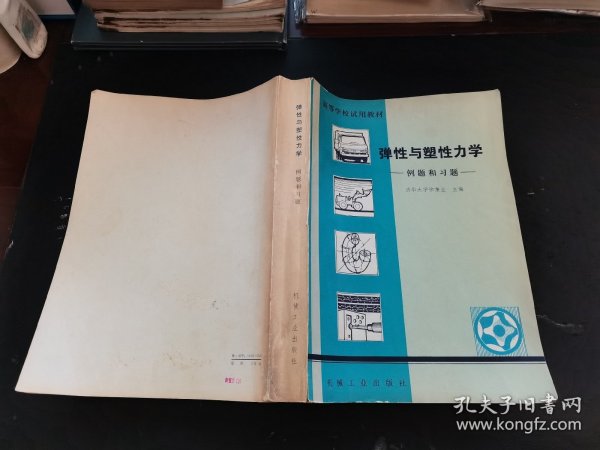 弹性与塑性力学
例题和习题
机械工业出版社
高等学校试用教材
弹性与塑性力学
—例题和习题—
主编
机械工业出版社
孔夫子旧书网
www.kongfz.com